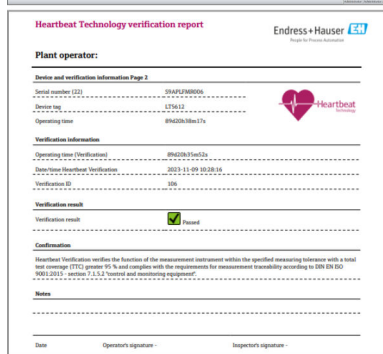 Heartbeat Technology verification report
Endress+Hauser EH
People for Process Automation
Plant operator:
Device and verification information Page 2
Serial number (22) S9APLFM8006
Device tag LT5612
Operating time 89d20h38m17s
Heartbeat
Technology
Verification information
Operating time (Verification) 89d20h35m52s
Date/time Heartbeat Verification 2023-11-09 10:28:16
Verification ID 106
Verification result
Verification result Passed
Confirmation
Heartbeat Verification verifies the function of the measurement instrument within the specified measuring tolerance with a total
test coverage (TTC) greater 95 % and complies with the requirements for measurement traceability according to DIN EN ISO
9001:2015 - section 7.1.5.2 "control and monitoring equipment".
Notes
Date Operator's signature - Inspector's signature -